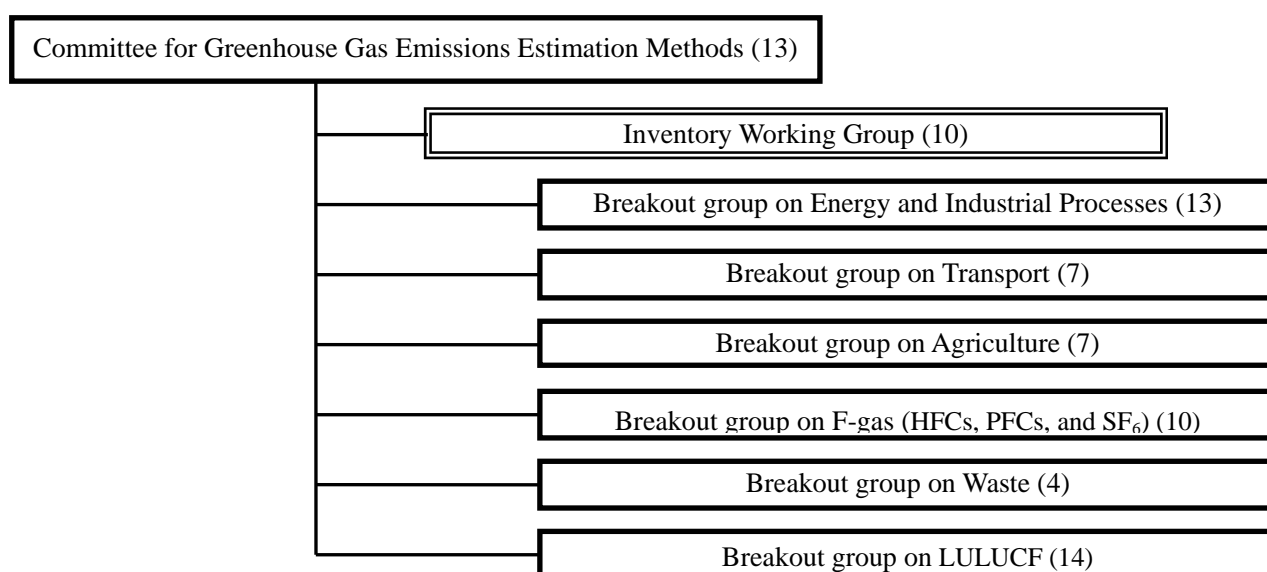 Committee for Greenhouse Gas Emissions Estimation Methods (13)
Inventory Working Group (10)
Breakout group on Energy and Industrial Processes (13)
Breakout group on Transport (7)
Breakout group on Agriculture (7)
Breakout group on F-gas (HFCs, PFCs, and SF₆) (10)
Breakout group on Waste (4)
Breakout group on LULUCF (14)